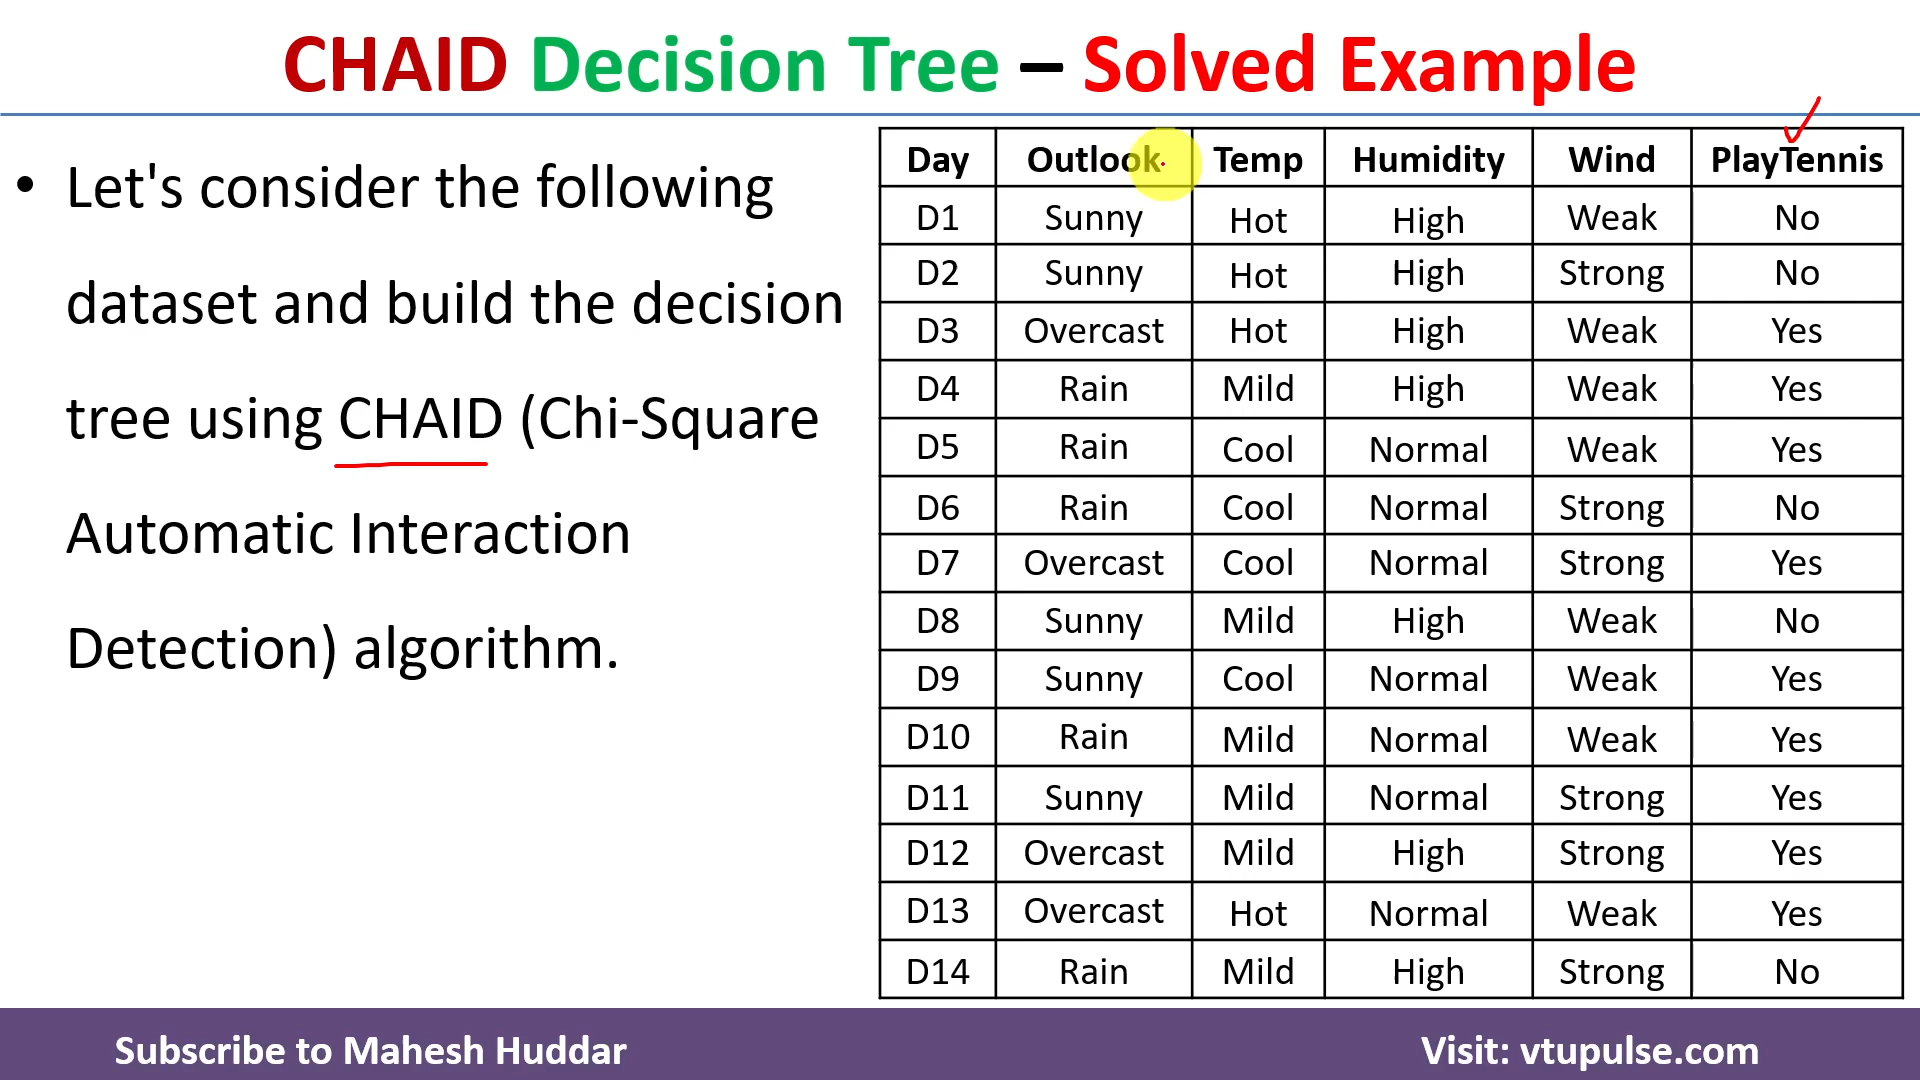 CHAID Decision Tree – Solved Example
• Let's consider the following
dataset and build the decision
tree using CHAID (Chi-Square
Automatic Interaction
Detection) algorithm.
Day Outlook Temp Humidity Wind PlayTennis
D1 Sunny Hot High Weak No
D2 Sunny Hot High Strong No
D3 Overcast Hot High Weak Yes
D4 Rain Mild High Weak Yes
D5 Rain Cool Normal Weak Yes
D6 Rain Cool Normal Strong No
D7 Overcast Cool Normal Strong Yes
D8 Sunny Mild High Weak No
D9 Sunny Cool Normal Weak Yes
D10 Rain Mild Normal Weak Yes
D11 Sunny Mild Normal Strong Yes
D12 Overcast Mild High Strong Yes
D13 Overcast Hot Normal Weak Yes
D14 Rain Mild High Strong No
Subscribe to Mahesh Huddar
Visit: vtupulse.com